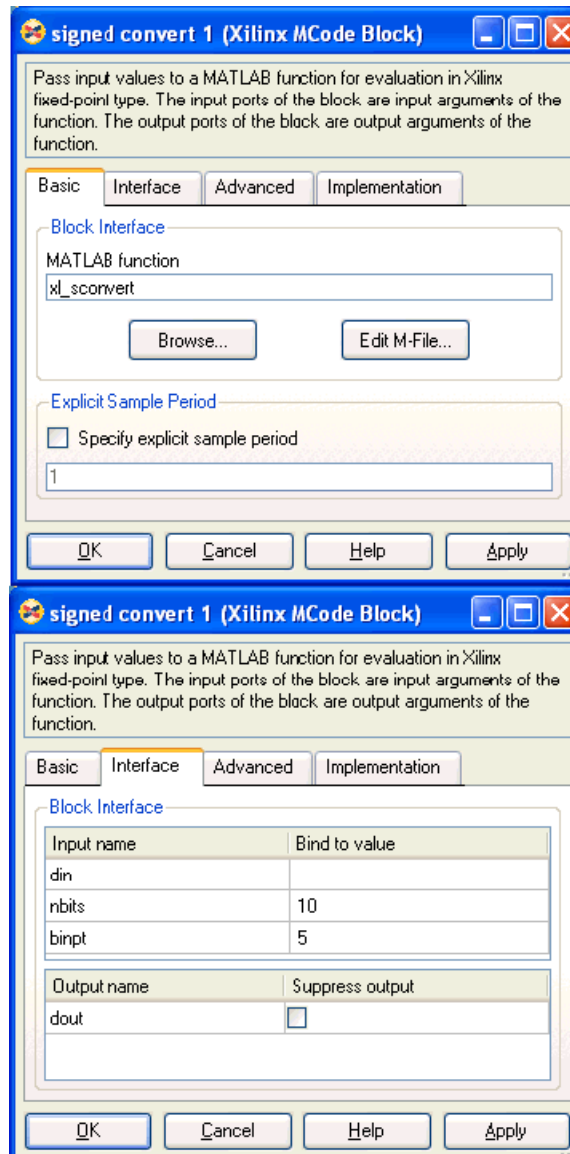 signed convert 1 (Xilinx MCode Block)
Pass input values to a MATLAB function for evaluation in Xilinx
fixed-point type. The input ports of the block are input arguments of the
function. The output ports of the block are output arguments of the
function.
Basic Interface Advanced Implementation
Block Interface
MATLAB function
xl_sconvert
Browse... Edit M-File...
Explicit Sample Period
Specify explicit sample period
1
OK Cancel Help Apply
signed convert 1 (Xilinx MCode Block)
Pass input values to a MATLAB function for evaluation in Xilinx
fixed-point type. The input ports of the block are input arguments of the
function. The output ports of the block are output arguments of the
function.
Basic Interface Advanced Implementation
Block Interface
Input name Bind to value
din
nbits 10
binpt 5
Output name Suppress output
dout
OK Cancel Help Apply